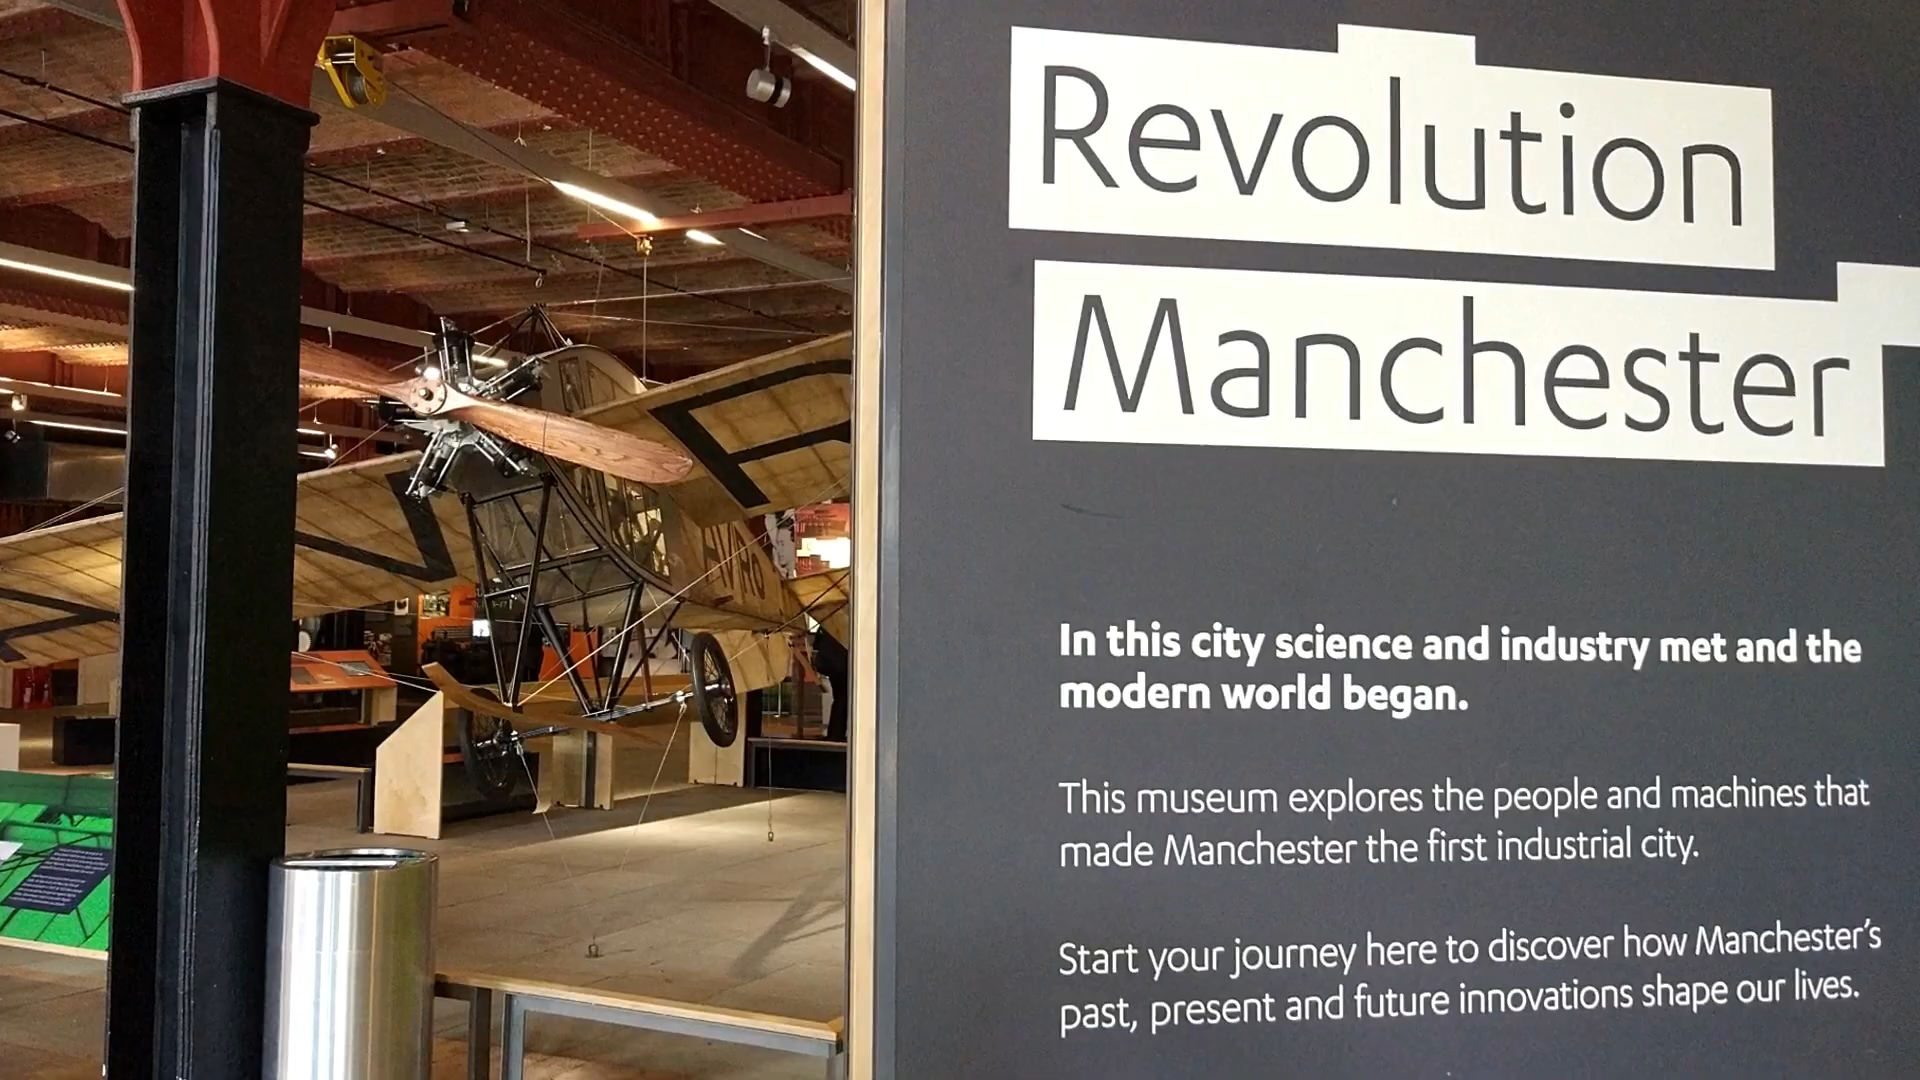 Revolution
Manchester
In this city science and industry met and the
modern world began.
This museum explores the people and machines that
made Manchester the first industrial city.
Start your journey here to discover how Manchester's
past, present and future innovations shape our lives.